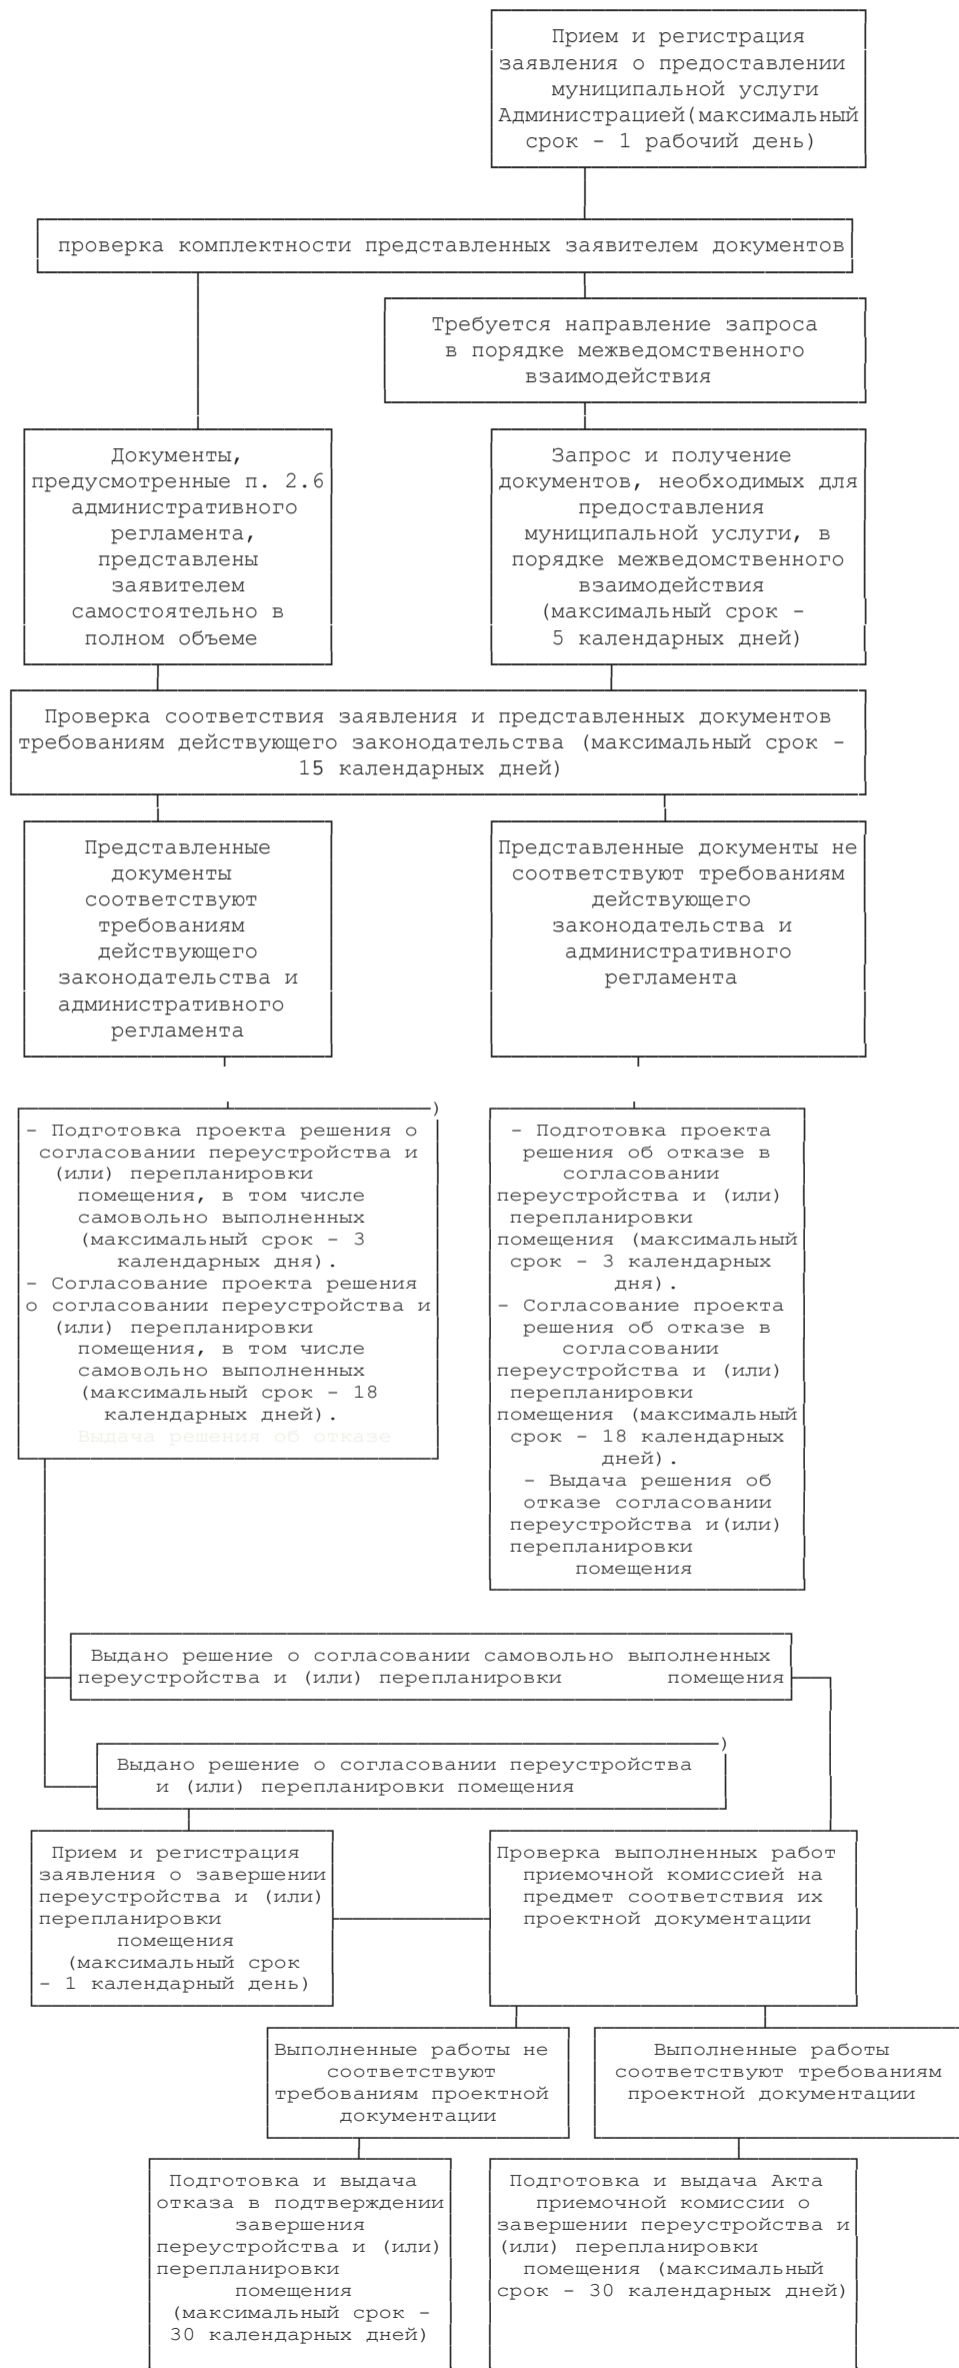 Прием и регистрация
заявления о предоставлении
муниципальной услуги
Администрацией(максимальный
срок - 1 рабочий день)
проверка комплектности представленных заявителем документов
Требуется направление запроса
в порядке межведомственного
взаимодействия
Документы,
предусмотренные п. 2.6
административного
регламента,
представлены
заявителем
самостоятельно в
полном объеме
Запрос и получение
документов, необходимых для
предоставления
муниципальной услуги, в
порядке межведомственного
взаимодействия
(максимальный срок -
5 календарных дней)
Проверка соответствия заявления и представленных документов
требованиям действующего законодательства (максимальный срок -
15 календарных дней)
Представленные
документы
соответствуют
требованиям
действующего
законодательства и
административного
регламента
Представленные документы не
соответствуют требованиям
действующего
законодательства и
административного
регламента
)
- Подготовка проекта решения о
согласовании переустройства и
(или) перепланировки
помещения, в том числе
самовольно выполненных
(максимальный срок - 3
календарных дня).
- Согласование проекта решения
о согласовании переустройства и
(или) перепланировки
помещения, в том числе
самовольно выполненных
(максимальный срок - 18
календарных дней).
Выдача решения об отказе
- Подготовка проекта
решения об отказе в
согласовании
переустройства и (или)
перепланировки
помещения (максимальный
срок - 3 календарных
дня).
- Согласование проекта
решения об отказе в
согласовании
переустройства и (или)
перепланировки
помещения (максимальный
срок - 18 календарных
дней).
- Выдача решения об
отказе согласовании
переустройства и(или)
перепланировки
помещения
Выдано решение о согласовании самовольно выполненных
переустройства и (или) перепланировки помещения
)
Выдано решение о согласовании переустройства
и (или) перепланировки помещения
Прием и регистрация
заявления о завершении
переустройства и (или)
перепланировки
помещения
(максимальный срок
- 1 календарный день)
Проверка выполненных работ
приемочной комиссией на
предмет соответствия их
проектной документации
Выполненные работы не
соответствуют
требованиям проектной
документации
Выполненные работы
соответствуют требованиям
проектной документации
Подготовка и выдача
отказа в подтверждении
завершения
переустройства и (или)
перепланировки
помещения
(максимальный срок -
30 календарных дней)
Подготовка и выдача Акта
приемочной комиссии о
завершении переустройства и
(или) перепланировки
помещения (максимальный
срок - 30 календарных дней)